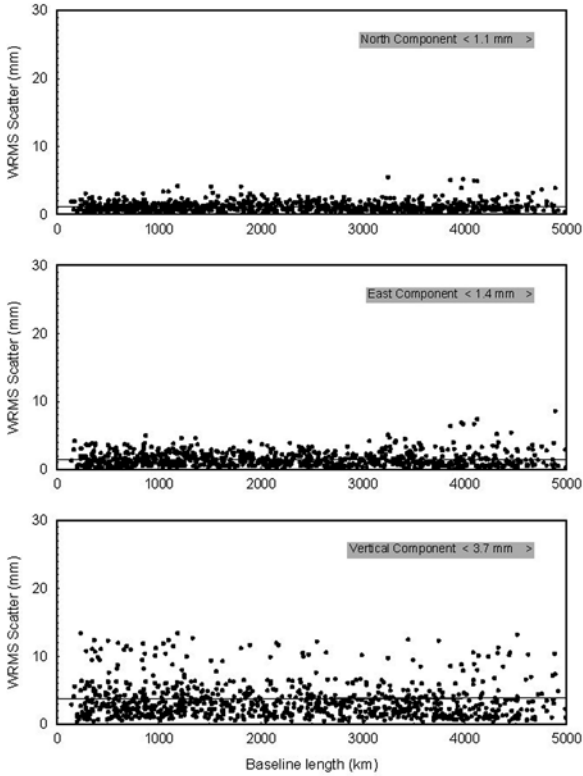 30
North Component < 1.1 mm >
20
WRMS Scatter (mm)
10
0
0 1000 2000 3000 4000 5000
30
East Component < 1.4 mm >
20
WRMS Scatter (mm)
10
0
0 1000 2000 3000 4000 5000
30
Vertical Component < 3.7 mm >
20
WRMS Scatter (mm)
10
0
0 1000 2000 3000 4000 5000
Baseline length (km)